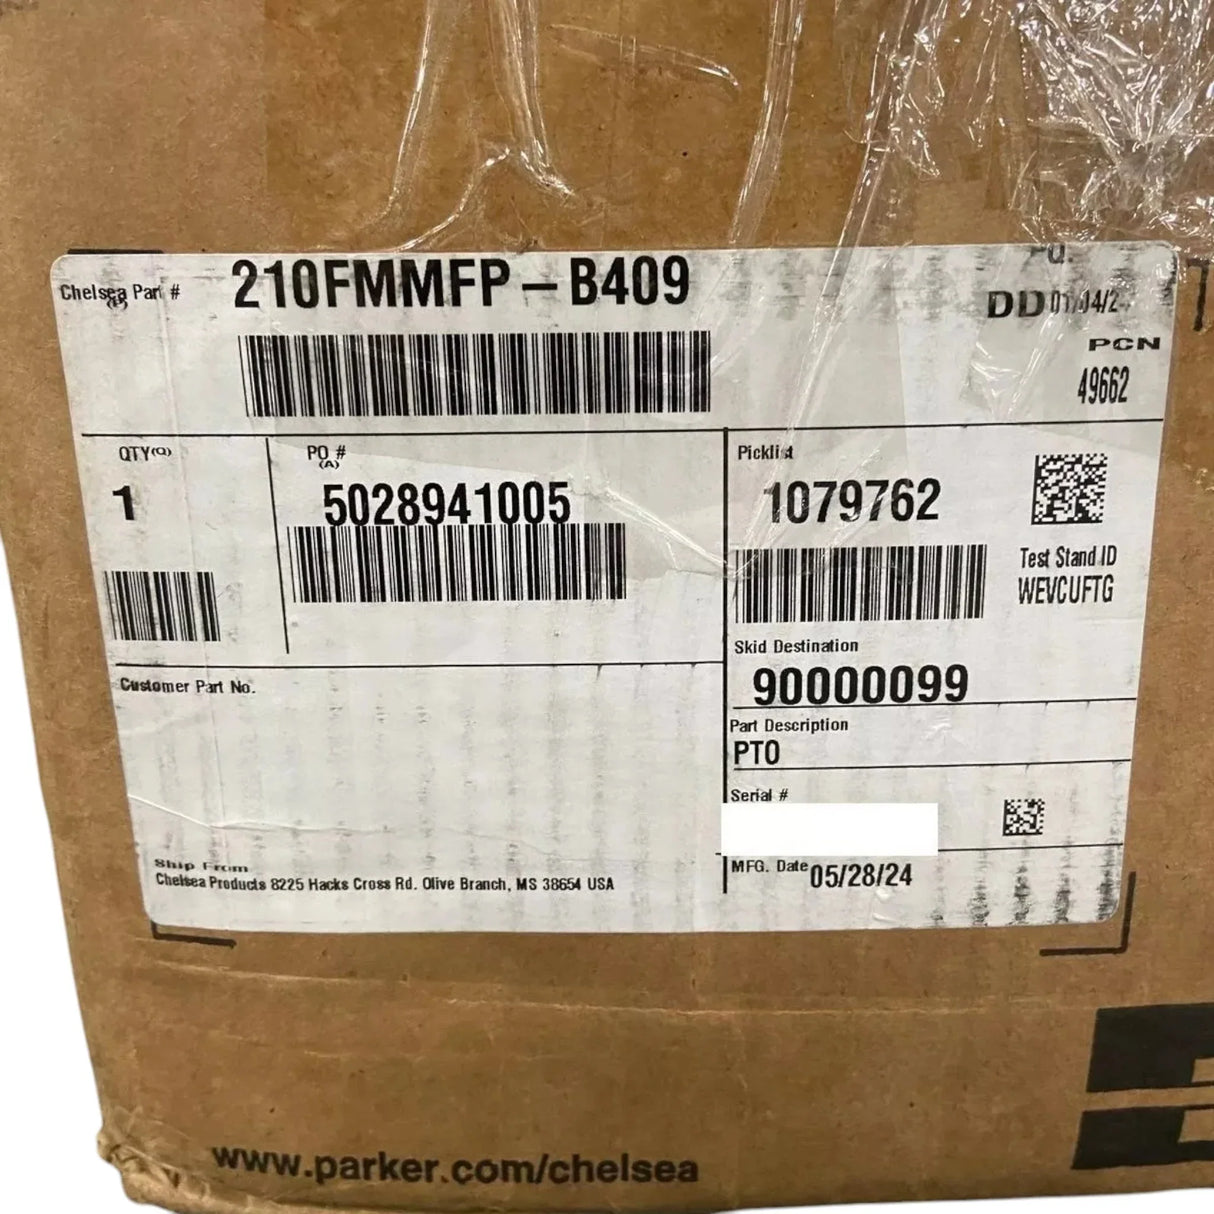 Chelsea Part #
(P)
210FMMFP-B409
DD
PCN
49662
QTY(Q)
1
PO #
(A)
5028941005
Picklist
1079762
Test Stand ID
WEVCUFTG
Skid Destination
90000099
Customer Part No.
Part Description
PTO
Serial #
MFG. Date 05/28/24
Ship From
Chelsea Products 8225 Hacks Cross Rd. Olive Branch, MS 38654 USA
www.parker.com/chelsea